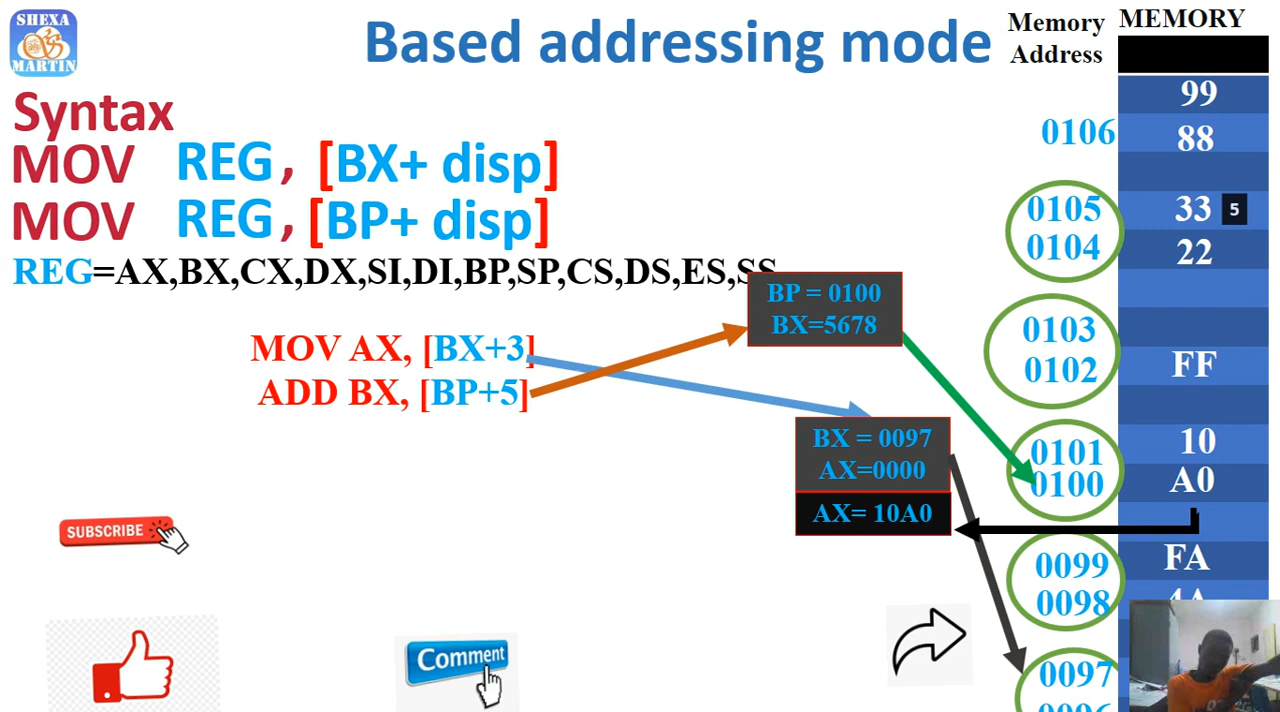 SHEXA
MARTIN
Based addressing mode
Memory
Address
MEMORY
Syntax
MOV REG, [BX+ disp]
MOV REG, [BP+ disp]
REG=AX,BX,CX,DX,SI,DI,BP,SP,CS,DS,ES,SS
MOV AX, [BX+3]
ADD BX, [BP+5]
BP = 0100
BX=5678
BX = 0097
AX=0000
AX= 10A0
99
0106 88
0105 33 5
0104 22
0103
0102 FF
0101 10
0100 A0
0099 FA
0098 4A
0097
0096
SUBSCRIBE
Comment